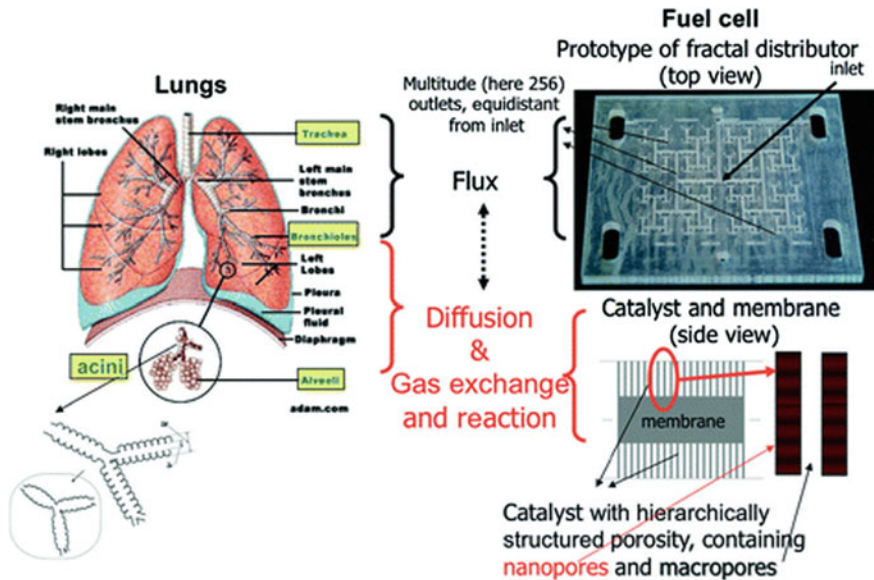 Fuel cell
Prototype of fractal distributor
(top view)
inlet
Lungs
Multitude (here 256)
outlets, equidistant
from inlet
Right main
stem bronchus
Trachea
Right lobes
Left main
stem
bronchus
Bronchi
Bronchioles
Left
Lobes
Pleura
Pleural
fluid
Diaphragm
acini
Alveoli
adam.com
Flux
Diffusion
&
Gas exchange
and reaction
Catalyst and membrane
(side view)
membrane
Catalyst with hierarchically
structured porosity, containing
nanopores and macropores